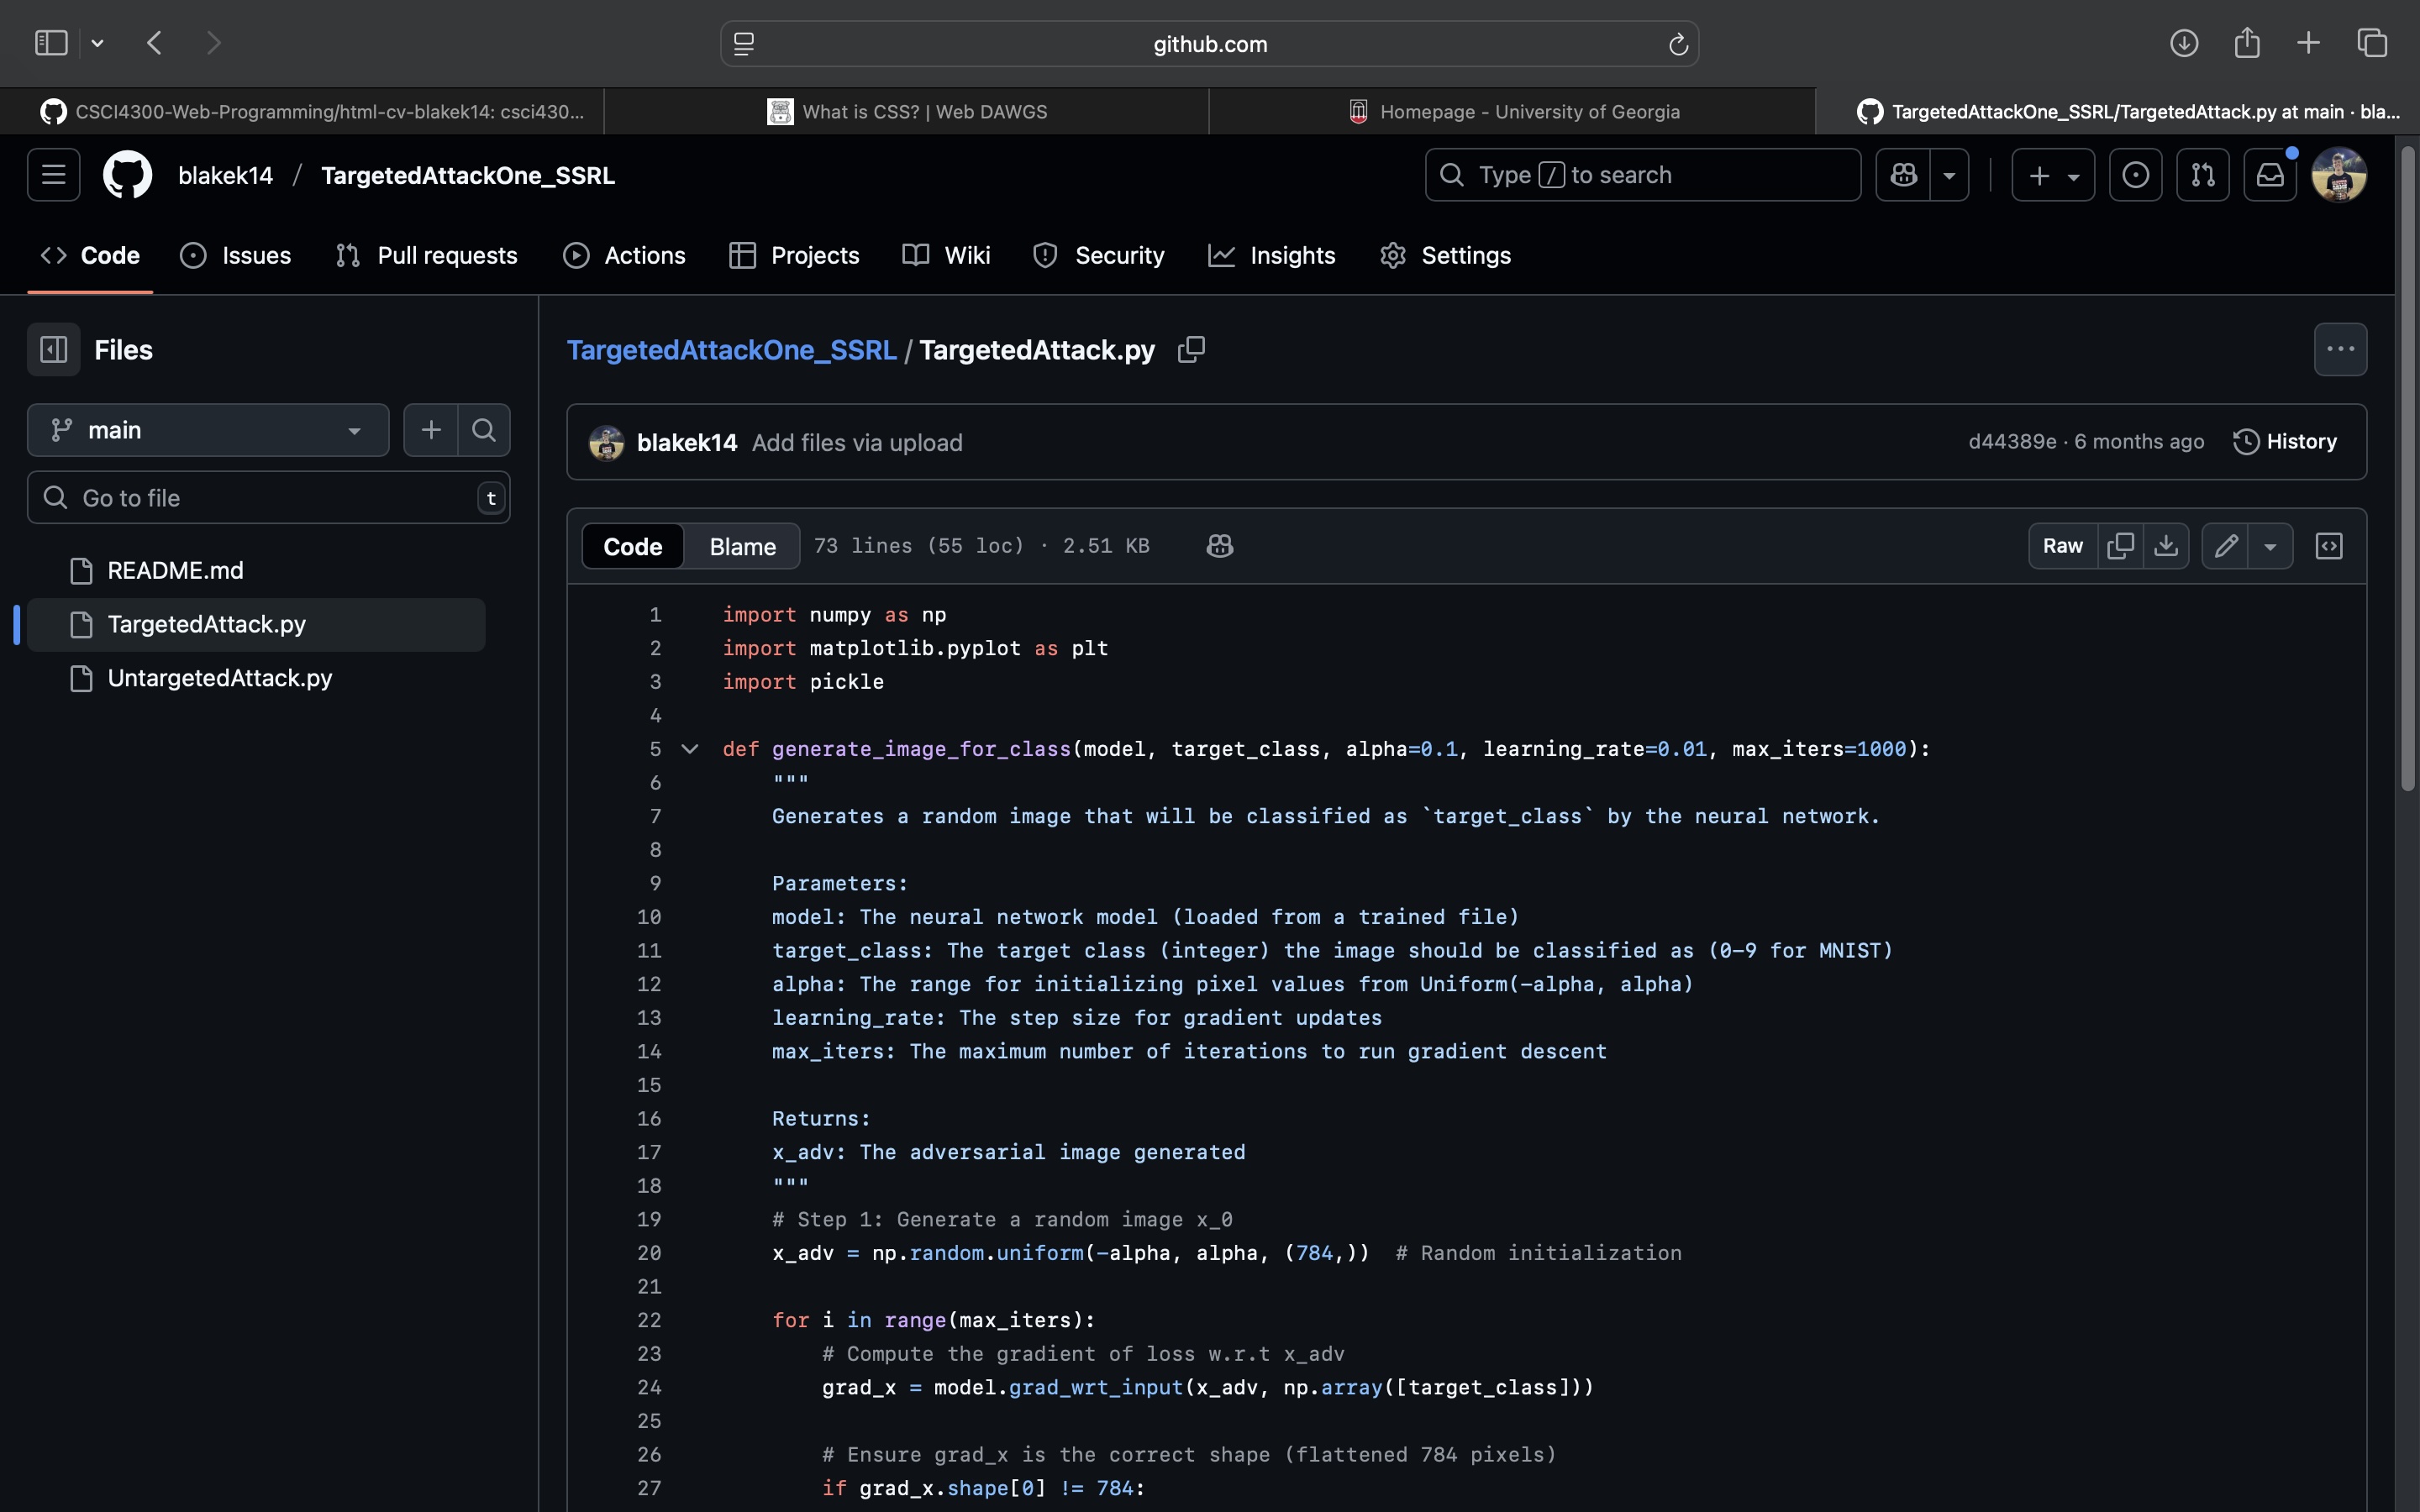 github.com
CSCI4300-Web-Programming/html-cv-blakek14: csci430...
What is CSS? | Web DAWGS
Homepage - University of Georgia
TargetedAttackOne_SSRL/TargetedAttack.py at main · bla...
blakek14 / TargetedAttackOne_SSRL
Type / to search
Code
Issues
Pull requests
Actions
Projects
Wiki
Security
Insights
Settings
Files
main
Go to file
t
README.md
TargetedAttack.py
UntargetedAttack.py
TargetedAttackOne_SSRL / TargetedAttack.py
blakek14 Add files via upload
d44389e · 6 months ago
History
Code
Blame
73 lines (55 loc) · 2.51 KB
Raw
1 import numpy as np
2 import matplotlib.pyplot as plt
3 import pickle
4
5 def generate_image_for_class(model, target_class, alpha=0.1, learning_rate=0.01, max_iters=1000):
6 """
7 Generates a random image that will be classified as `target_class` by the neural network.
8
9 Parameters:
10 model: The neural network model (loaded from a trained file)
11 target_class: The target class (integer) the image should be classified as (0-9 for MNIST)
12 alpha: The range for initializing pixel values from Uniform(-alpha, alpha)
13 learning_rate: The step size for gradient updates
14 max_iters: The maximum number of iterations to run gradient descent
15
16 Returns:
17 x_adv: The adversarial image generated
18 """
19 # Step 1: Generate a random image x_0
20 x_adv = np.random.uniform(-alpha, alpha, (784,))  # Random initialization
21
22 for i in range(max_iters):
23 # Compute the gradient of loss w.r.t x_adv
24 grad_x = model.grad_wrt_input(x_adv, np.array([target_class]))
25
26 # Ensure grad_x is the correct shape (flattened 784 pixels)
27 if grad_x.shape[0] != 784: